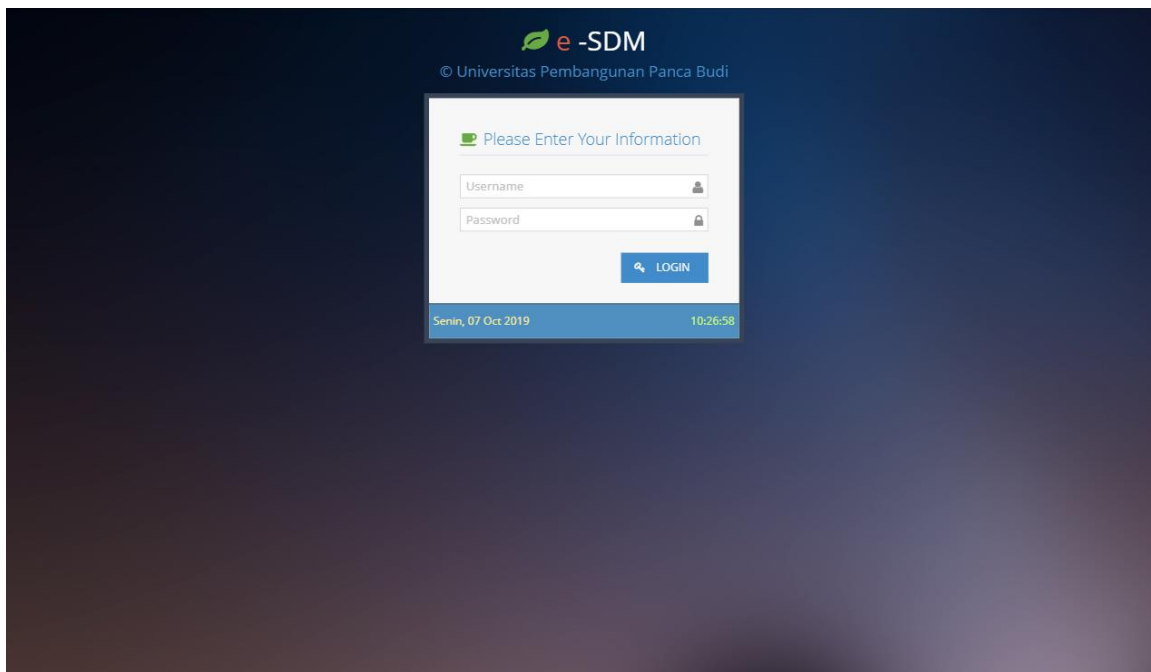 e -SDM
© Universitas Pembangunan Panca Budi
Please Enter Your Information
Username
Password
LOGIN
Senin, 07 Oct 2019 10:26:58